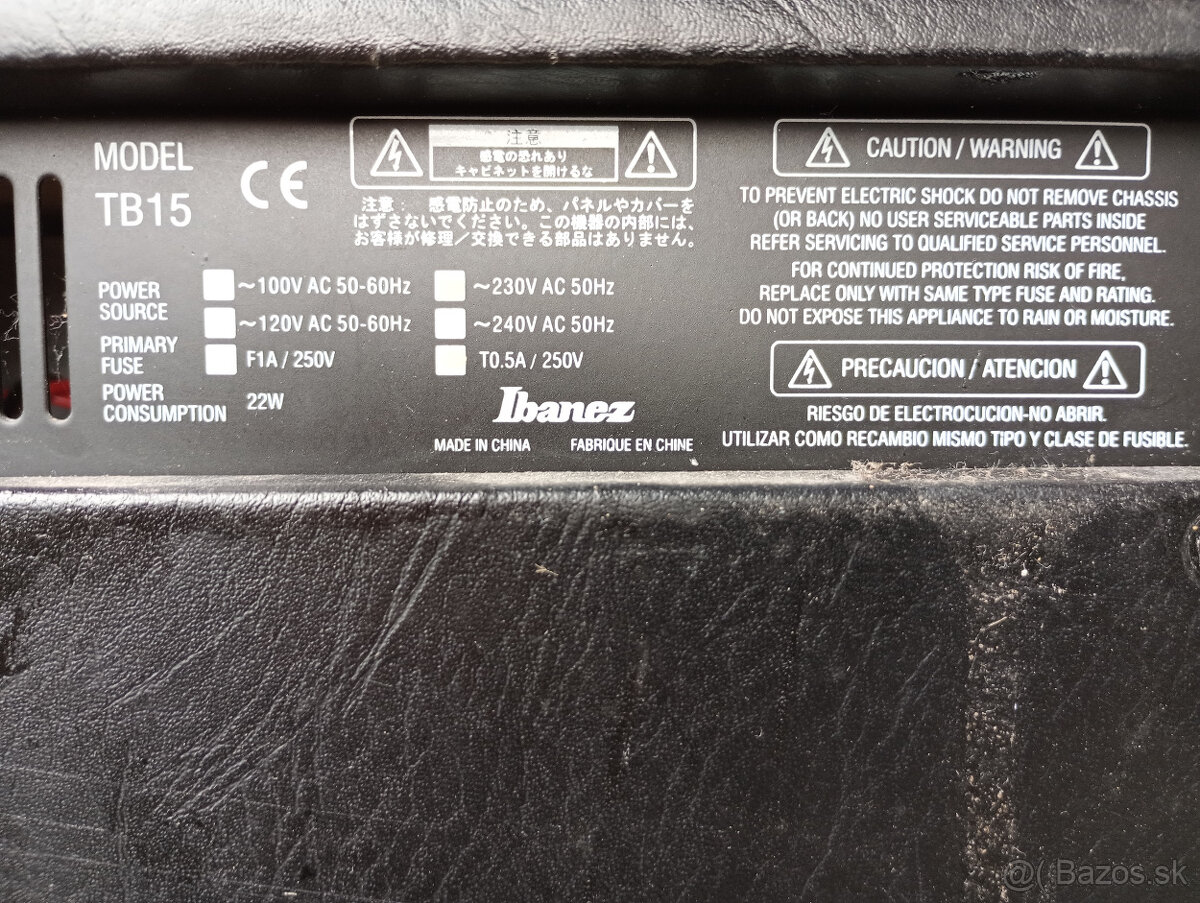 MODEL
TB15
CE
注意
感電の恐れあり
キャビネットを開けるな
注意： 感電防止のため、パネルやカバーを
はずさないでください。この機器の内部には、
お客様が修理／交換できる部品はありません。
POWER
SOURCE
~100V AC 50-60Hz
~230V AC 50Hz
~120V AC 50-60Hz
~240V AC 50Hz
PRIMARY
FUSE
F1A / 250V
T0.5A / 250V
POWER
CONSUMPTION
22W
Ibanez
MADE IN CHINA
FABRIQUE EN CHINE
CAUTION / WARNING
TO PREVENT ELECTRIC SHOCK DO NOT REMOVE CHASSIS
(OR BACK) NO USER SERVICEABLE PARTS INSIDE
REFER SERVICING TO QUALIFIED SERVICE PERSONNEL.
FOR CONTINUED PROTECTION RISK OF FIRE,
REPLACE ONLY WITH SAME TYPE FUSE AND RATING.
DO NOT EXPOSE THIS APPLIANCE TO RAIN OR MOISTURE.
PRECAUCION / ATENCION
RIESGO DE ELECTROCUCION-NO ABRIR.
UTILIZAR COMO RECAMBIO MISMO TIPO Y CLASE DE FUSIBLE.
@( Bazos.sk